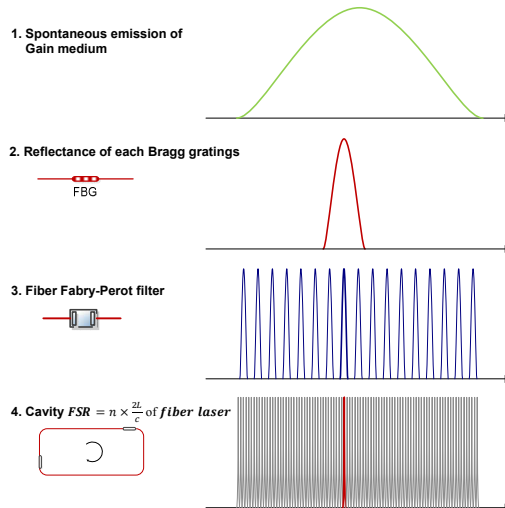 1. Spontaneous emission of
Gain medium
2. Reflectance of each Bragg gratings
FBG
3. Fiber Fabry-Perot filter
4. Cavity FSR = n × 2L/c of fiber laser